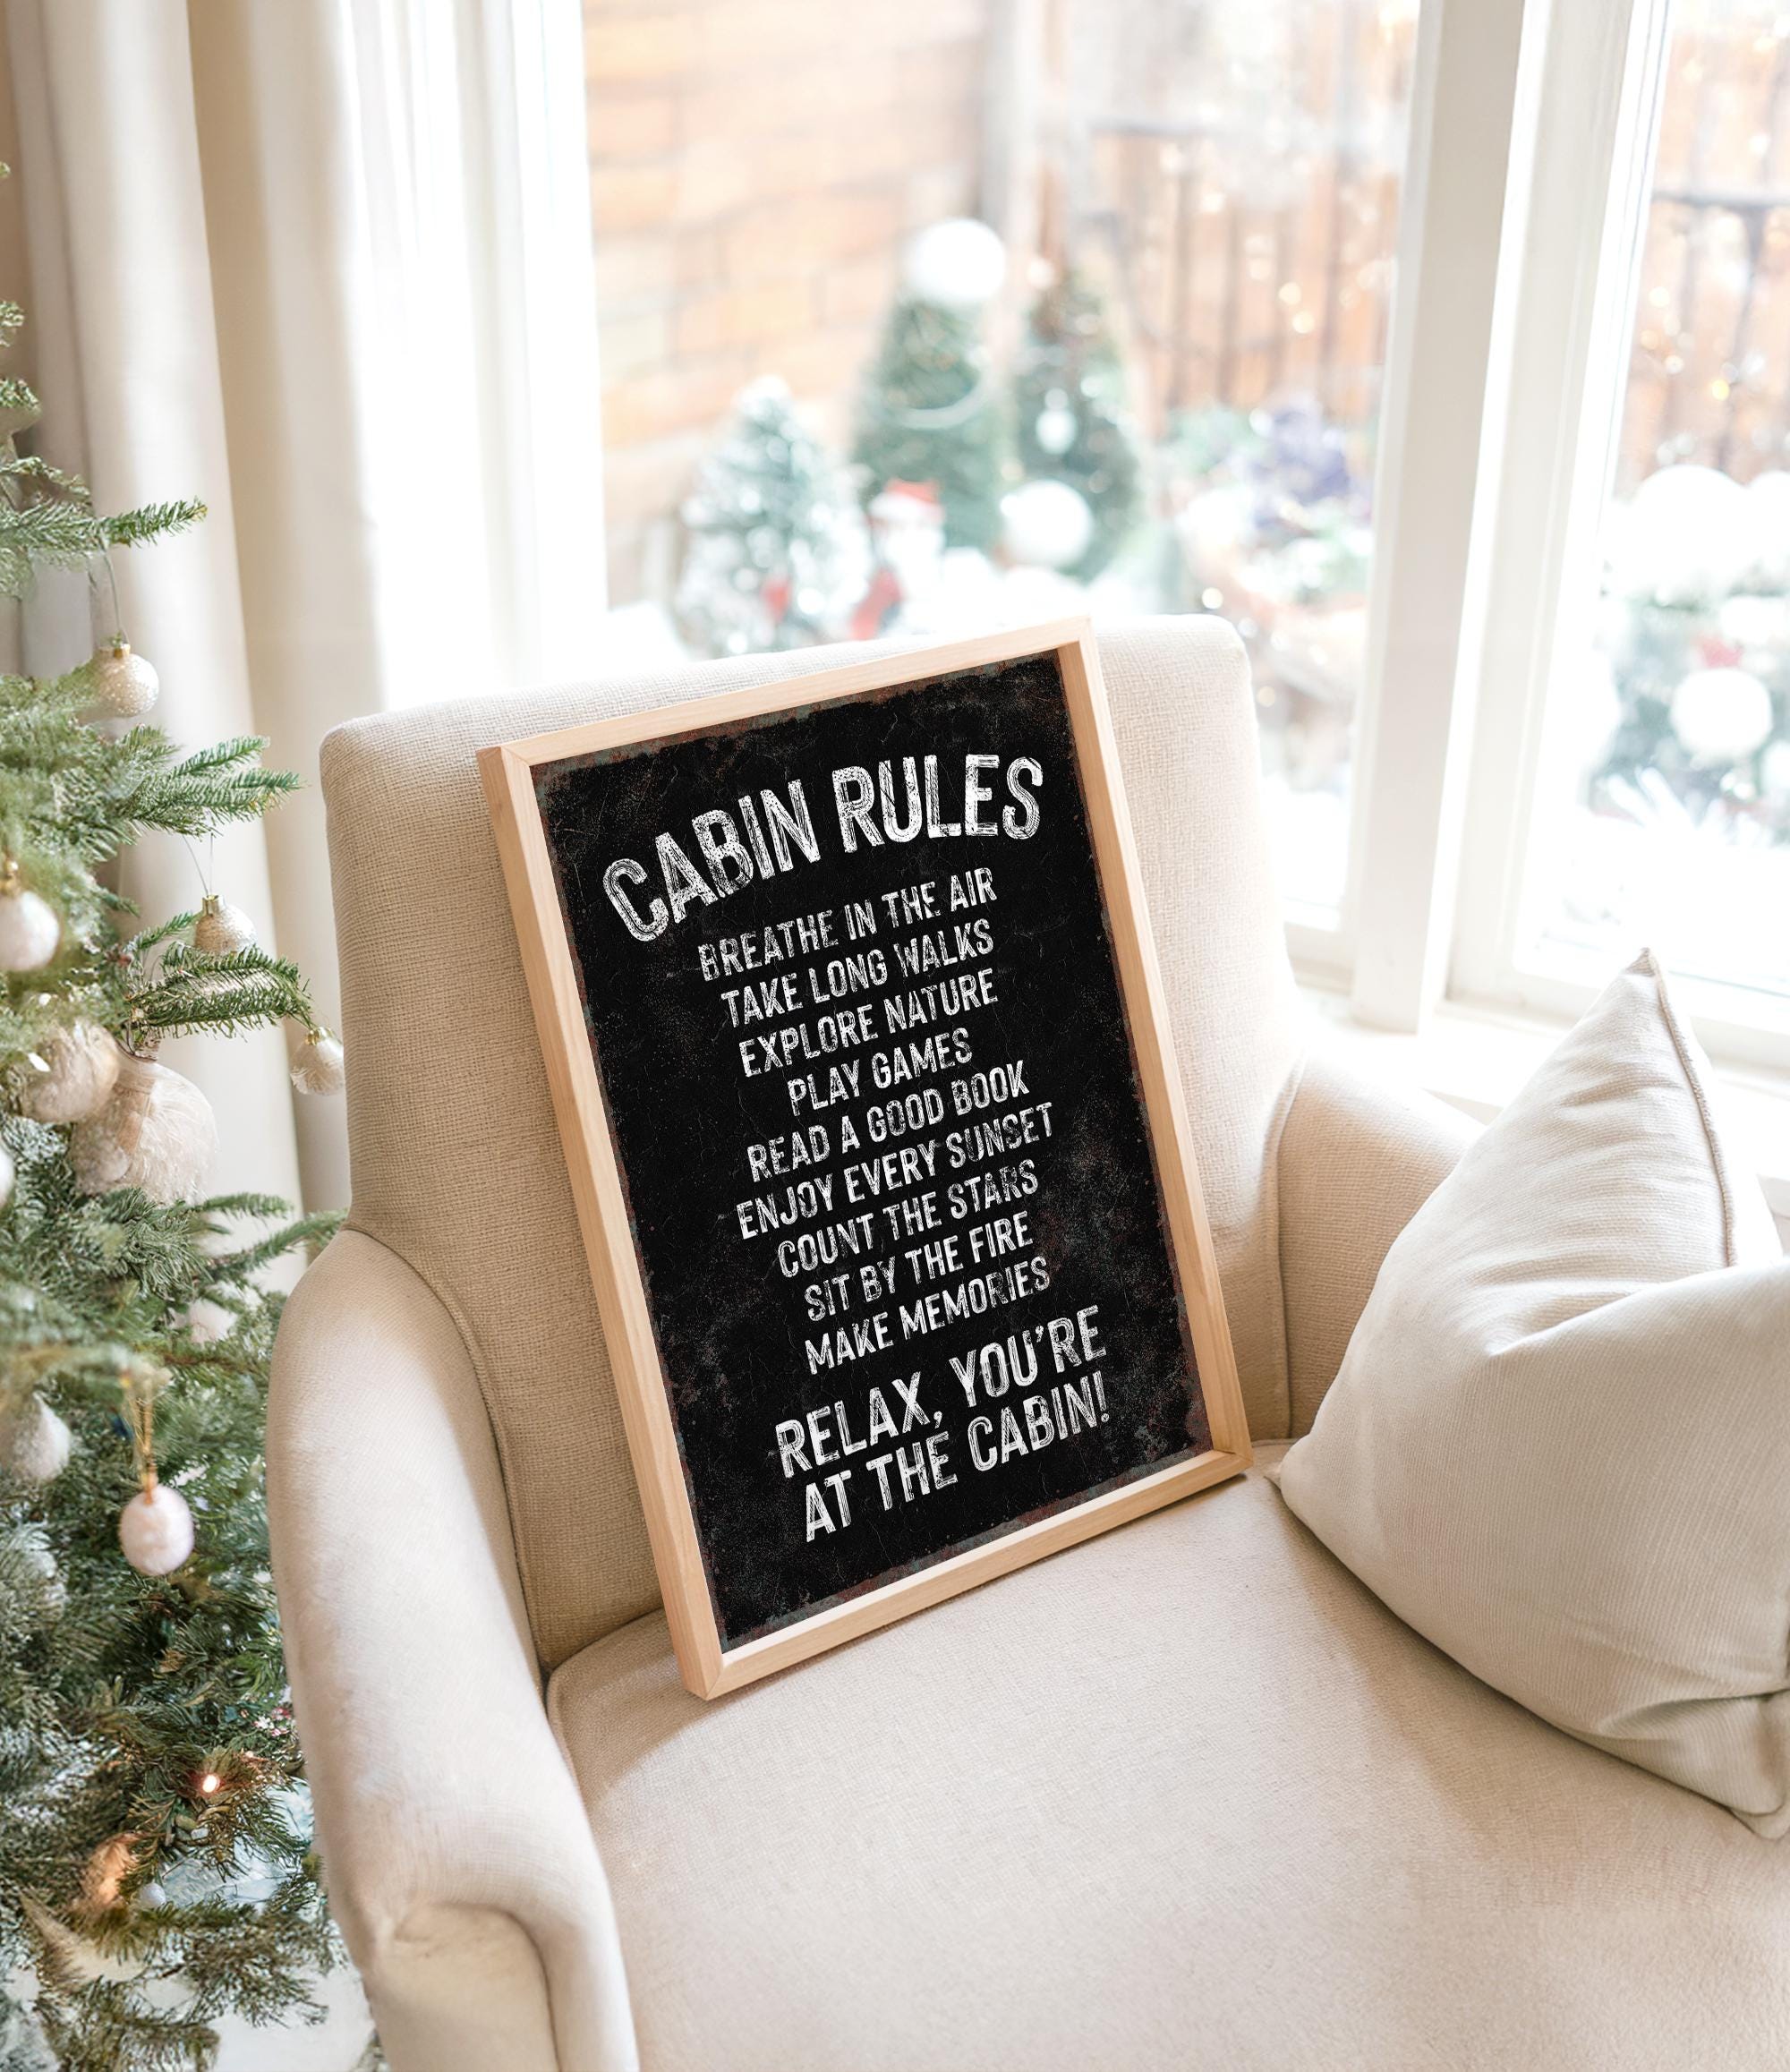 CABIN RULES
BREATHE IN THE AIR
TAKE LONG WALKS
EXPLORE NATURE
PLAY GAMES
READ A GOOD BOOK
ENJOY EVERY SUNSET
COUNT THE STARS
SIT BY THE FIRE
MAKE MEMORIES
RELAX, YOU'RE
AT THE CABIN!